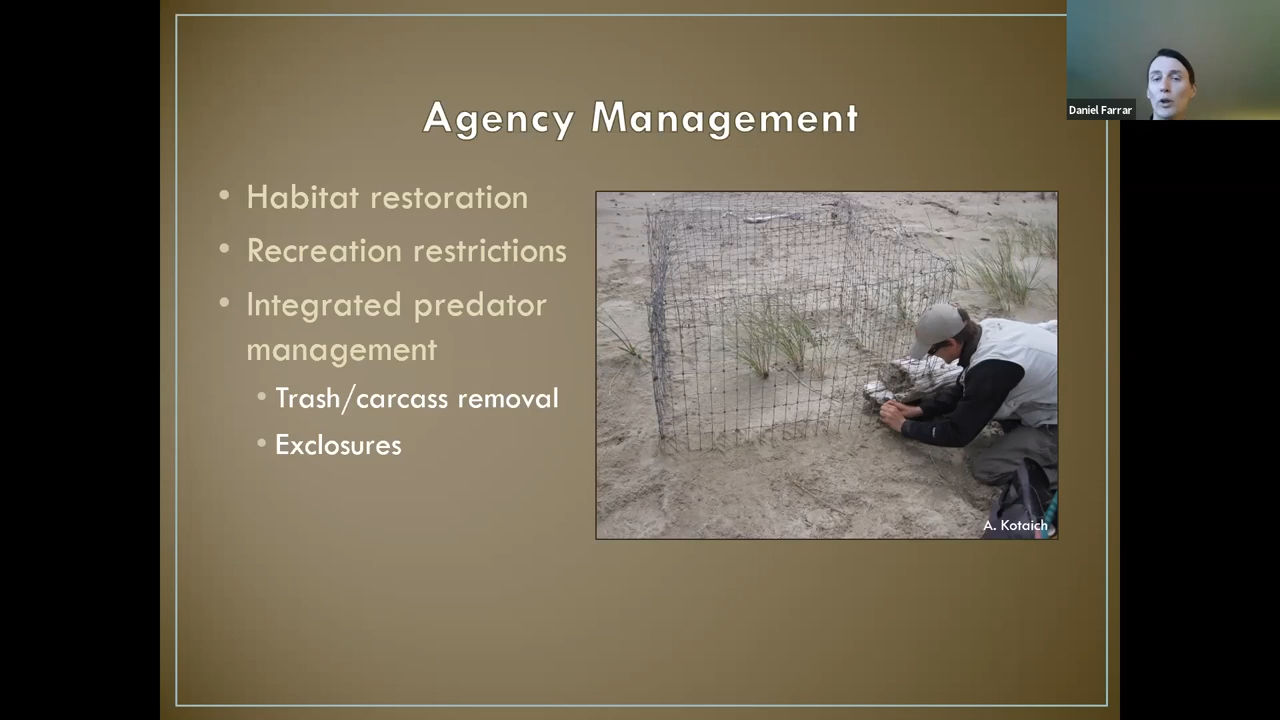 Agency Management
• Habitat restoration
• Recreation restrictions
• Integrated predator
management
• Trash/carcass removal
• Exclosures
A. Kotaich
Daniel Farrar